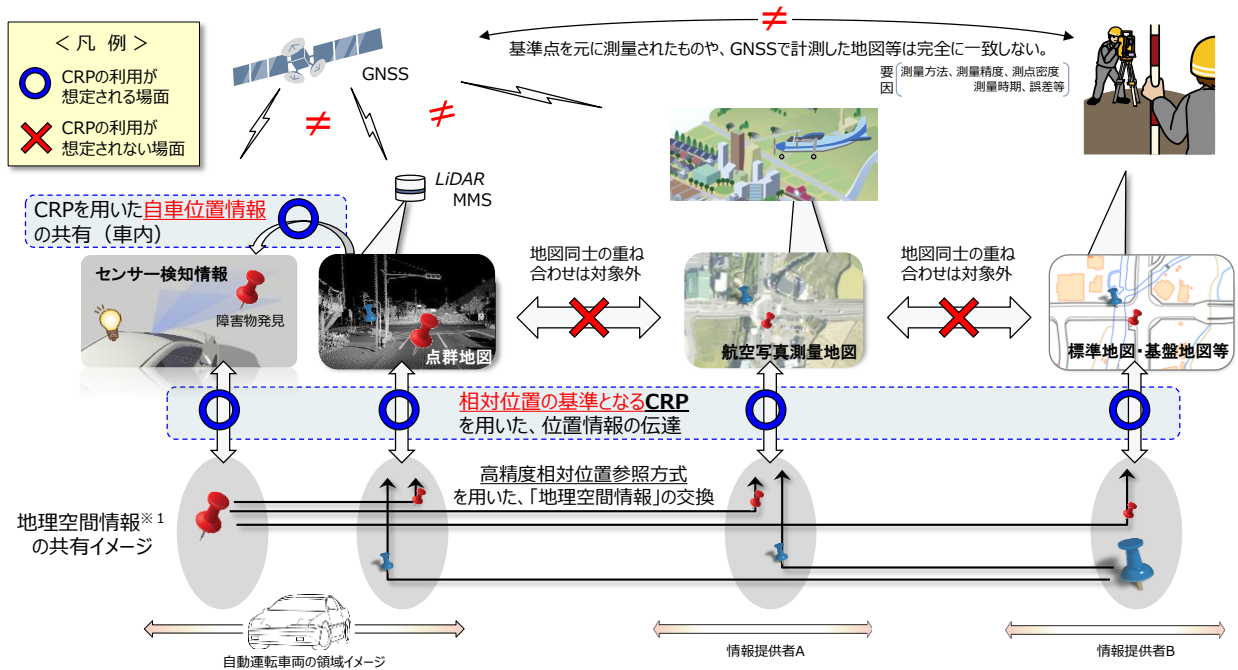 ＜ 凡　例 ＞
CRPの利用が
想定される場面
CRPの利用が
想定されない場面
GNSS
≠
基準点を元に測量されたものや、GNSSで計測した地図等は完全に一致しない。
要因
測量方法、測量精度、測点密度
測量時期、誤差等
≠
≠
LiDAR
MMS
CRPを用いた自車位置情報
の共有（車内）
センサー検知情報
障害物発見
点群地図
地図同士の重ね
合わせは対象外
航空写真測量地図
地図同士の重ね
合わせは対象外
標準地図・基盤地図等
相対位置の基準となるCRP
を用いた、位置情報の伝達
高精度相対位置参照方式
を用いた、「地理空間情報」の交換
地理空間情報※1
の共有イメージ
自動運転車両の領域イメージ
情報提供者A
情報提供者B